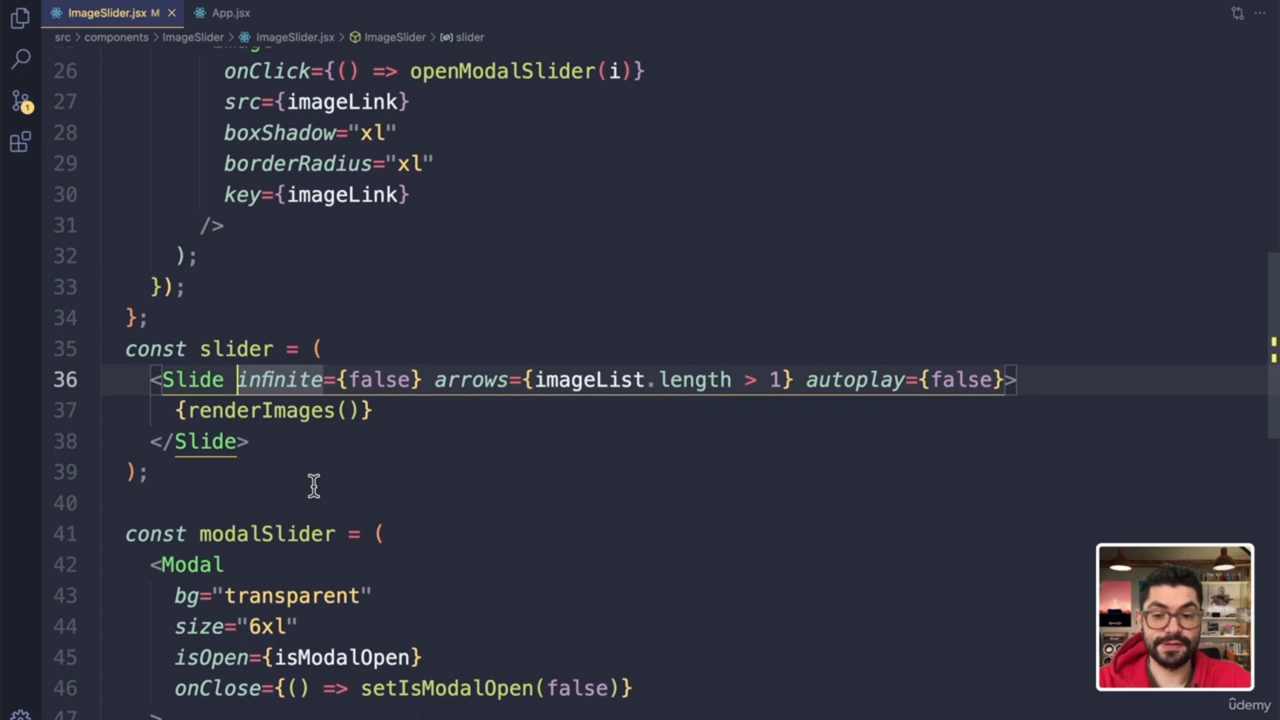 ImageSlider.jsx M
App.jsx
src > components > ImageSlider > ImageSlider.jsx > ImageSlider > slider
26 onClick={() => openModalSlider(i)}
27 src={imageLink}
28 boxShadow="xl"
29 borderRadius="xl"
30 key={imageLink}
31 />
32 );
33 });
34 };
35 const slider = (
36 <Slide infinite={false} arrows={imageList.length > 1} autoplay={false}>
37 {renderImages()}
38 </Slide>
39 );
40
41 const modalSlider = (
42 <Modal
43 bg="transparent"
44 size="6xl"
45 isOpen={isModalOpen}
46 onClose={() => setIsModalOpen(false)}
>
1
ûdemy